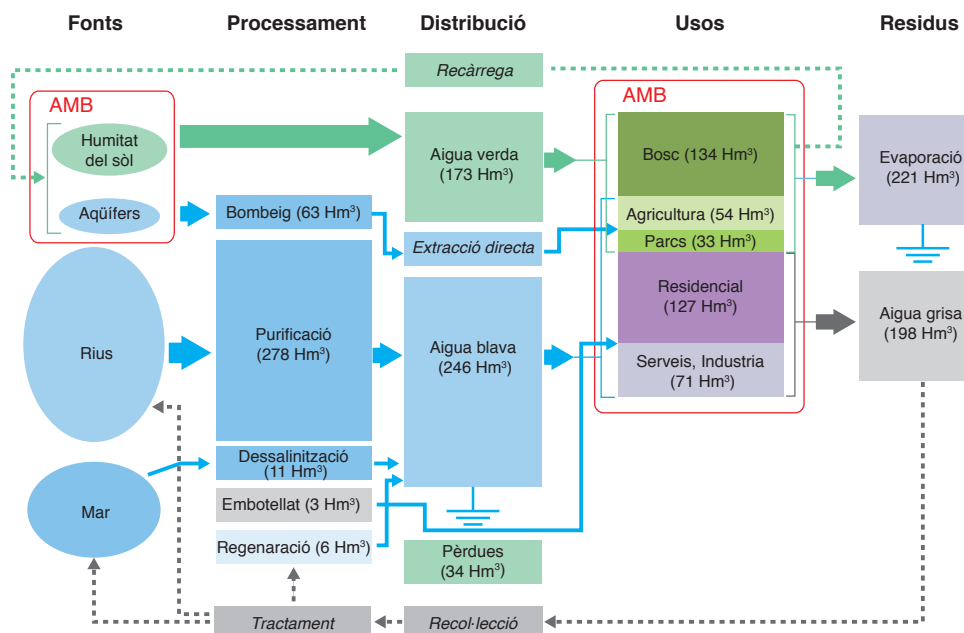 Fonts
Processament
Distribució
Usos
Residus
Recàrrega
AMB
AMB
Humitat
del sòl
Aigua verda
(173 Hm³)
Bosc (134 Hm³)
Evaporació
(221 Hm³)
Aqüífers
Bombeig (63 Hm³)
Extracció directa
Agricultura (54 Hm³)
Parcs (33 Hm³)
Rius
Purificació
(278 Hm³)
Aigua blava
(246 Hm³)
Residencial
(127 Hm³)
Aigua grisa
(198 Hm³)
Serveis, Industria
(71 Hm³)
Mar
Dessalinització
(11 Hm³)
Embotellat (3 Hm³)
Regenaració (6 Hm³)
Pèrdues
(34 Hm³)
Tractament
Recol·lecció